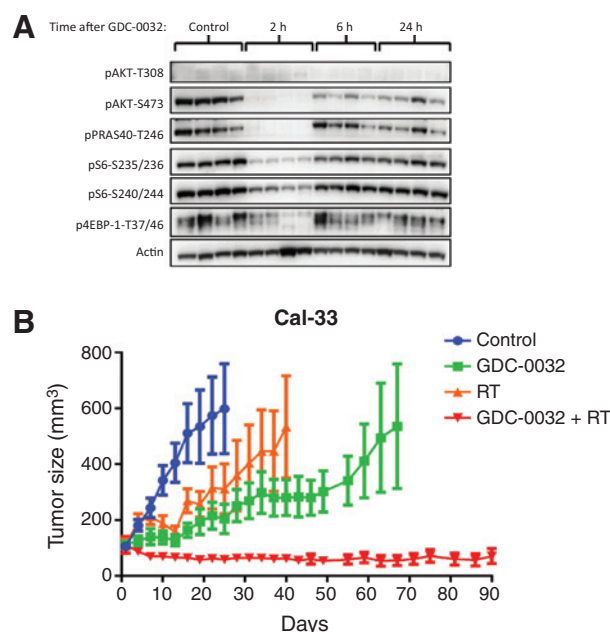 A
Time after GDC-0032: Control 2 h 6 h 24 h
pAKT-T308
pAKT-S473
pPRAS40-T246
pS6-S235/236
pS6-S240/244
p4EBP-1-T37/46
Actin
B
Cal-33
Control
GDC-0032
RT
GDC-0032 + RT
Tumor size (mm³)
800
600
400
200
0
0 10 20 30 40 50 60 70 80 90
Days